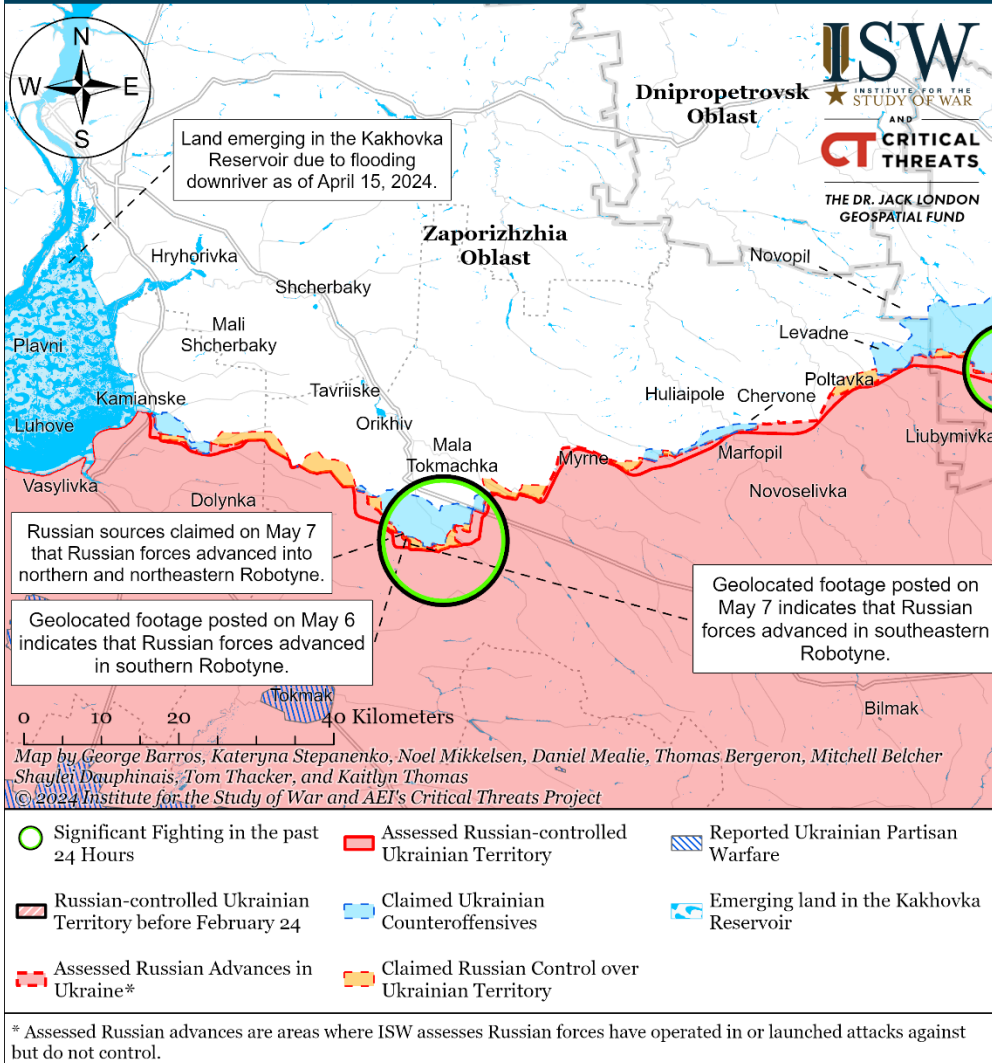 N
W
E
S
ISW
INSTITUTE FOR THE
STUDY OF WAR
AND
CT CRITICAL
THREATS
THE DR. JACK LONDON
GEOSPATIAL FUND
Dnipropetrovsk
Oblast
Land emerging in the Kakhovka
Reservoir due to flooding
downriver as of April 15, 2024.
Zaporizhzhia
Oblast
Hryhorivka
Novopil
Shcherbaky
Mali
Shcherbaky
Plavni
Levadne
Tavriiske
Poltavka
Kamianske
Huliaipole
Chervone
Luhove
Orikhiv
Mala
Tokmachka
Liubymivka
Myrne
Marfopil
Vasylivka
Dolynka
Novoselivka
Russian sources claimed on May 7
that Russian forces advanced into
northern and northeastern Robotyne.
Geolocated footage posted on May 6
indicates that Russian forces advanced
in southern Robotyne.
Geolocated footage posted on
May 7 indicates that Russian
forces advanced in southeastern
Robotyne.
Tokmak
Bilmak
0 10 20 40 Kilometers
Map by George Barros, Kateryna Stepanenko, Noel Mikkelsen, Daniel Mealie, Thomas Bergeron, Mitchell Belcher
Shaylei Dauphinais, Tom Thacker, and Kaitlyn Thomas
© 2024 Institute for the Study of War and AEI's Critical Threats Project
Significant Fighting in the past
24 Hours
Assessed Russian-controlled
Ukrainian Territory
Reported Ukrainian Partisan
Warfare
Russian-controlled Ukrainian
Territory before February 24
Claimed Ukrainian
Counteroffensives
Emerging land in the Kakhovka
Reservoir
Assessed Russian Advances in
Ukraine*
Claimed Russian Control over
Ukrainian Territory
* Assessed Russian advances are areas where ISW assesses Russian forces have operated in or launched attacks against
but do not control.